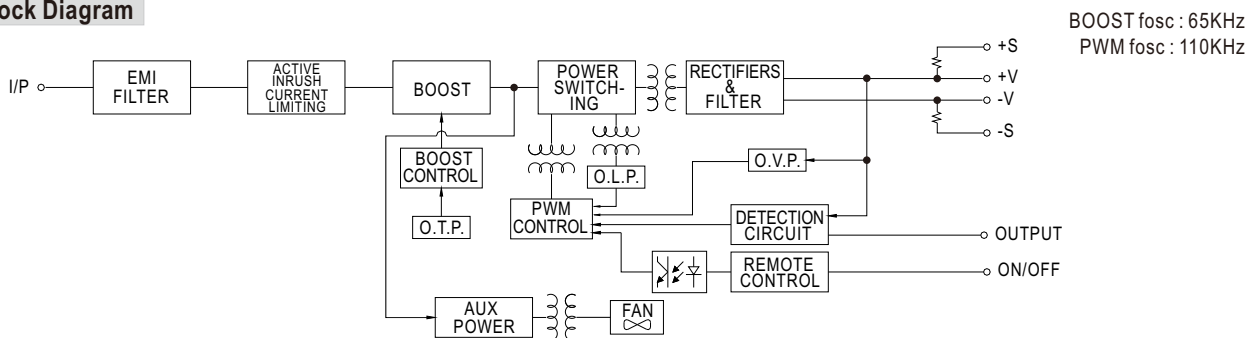 ock Diagram
BOOST fosc : 65KHz
PWM fosc : 110KHz
I/P
EMI
FILTER
ACTIVE
INRUSH
CURRENT
LIMITING
BOOST
POWER
SWITCH-
ING
RECTIFIERS
&
FILTER
+S
+V
-V
-S
BOOST
CONTROL
O.L.P.
O.V.P.
O.T.P.
PWM
CONTROL
DETECTION
CIRCUIT
OUTPUT
REMOTE
CONTROL
ON/OFF
AUX
POWER
FAN